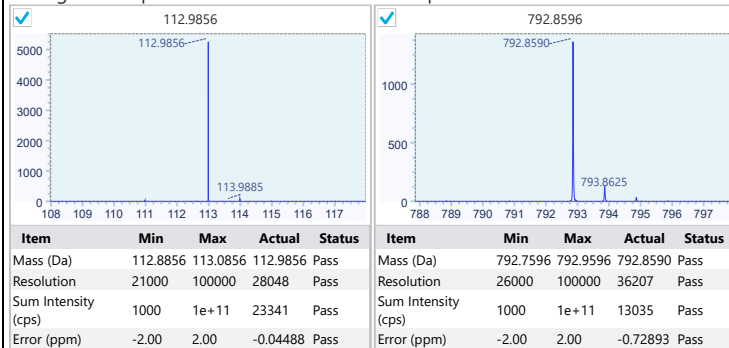 112.9856
112.9856
5000
4000
3000
2000
1000
0
113.9885
108 109 110 111 112 113 114 115 116 117
Item Min Max Actual Status
Mass (Da) 112.8856 113.0856 112.9856 Pass
Resolution 21000 100000 28048 Pass
Sum Intensity
(cps) 1000 1e+11 23341 Pass
Error (ppm) -2.00 2.00 -0.04488 Pass
792.8596
792.8590
1000
500
0
793.8625
788 789 790 791 792 793 794 795 796 797
Item Min Max Actual Status
Mass (Da) 792.7596 792.9596 792.8590 Pass
Resolution 26000 100000 36207 Pass
Sum Intensity
(cps) 1000 1e+11 13035 Pass
Error (ppm) -2.00 2.00 -0.72893 Pass